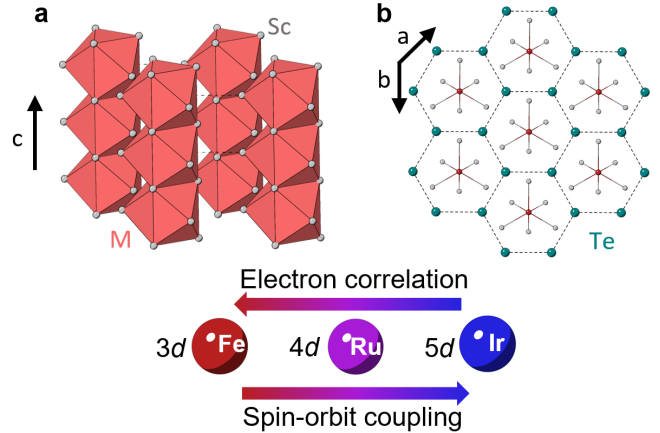 a
Sc
c
M
b
a
b
Te
Electron correlation
3d Fe 4d Ru 5d Ir
Spin-orbit coupling